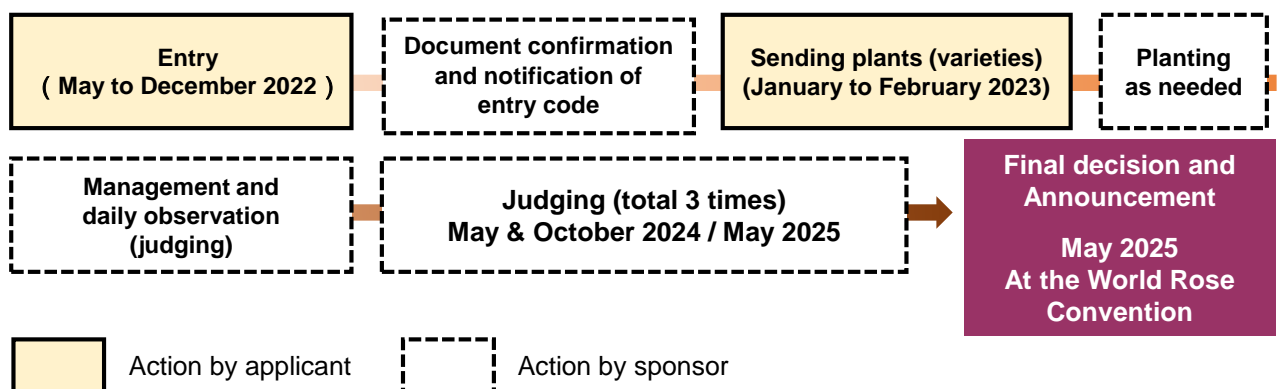 Entry
( May to December 2022 )
Document confirmation
and notification of
entry code
Sending plants (varieties)
(January to February 2023)
Planting
as needed
Management and
daily observation
(judging)
Judging (total 3 times)
May & October 2024 / May 2025
Final decision and
Announcement
May 2025
At the World Rose
Convention
Action by applicant
Action by sponsor